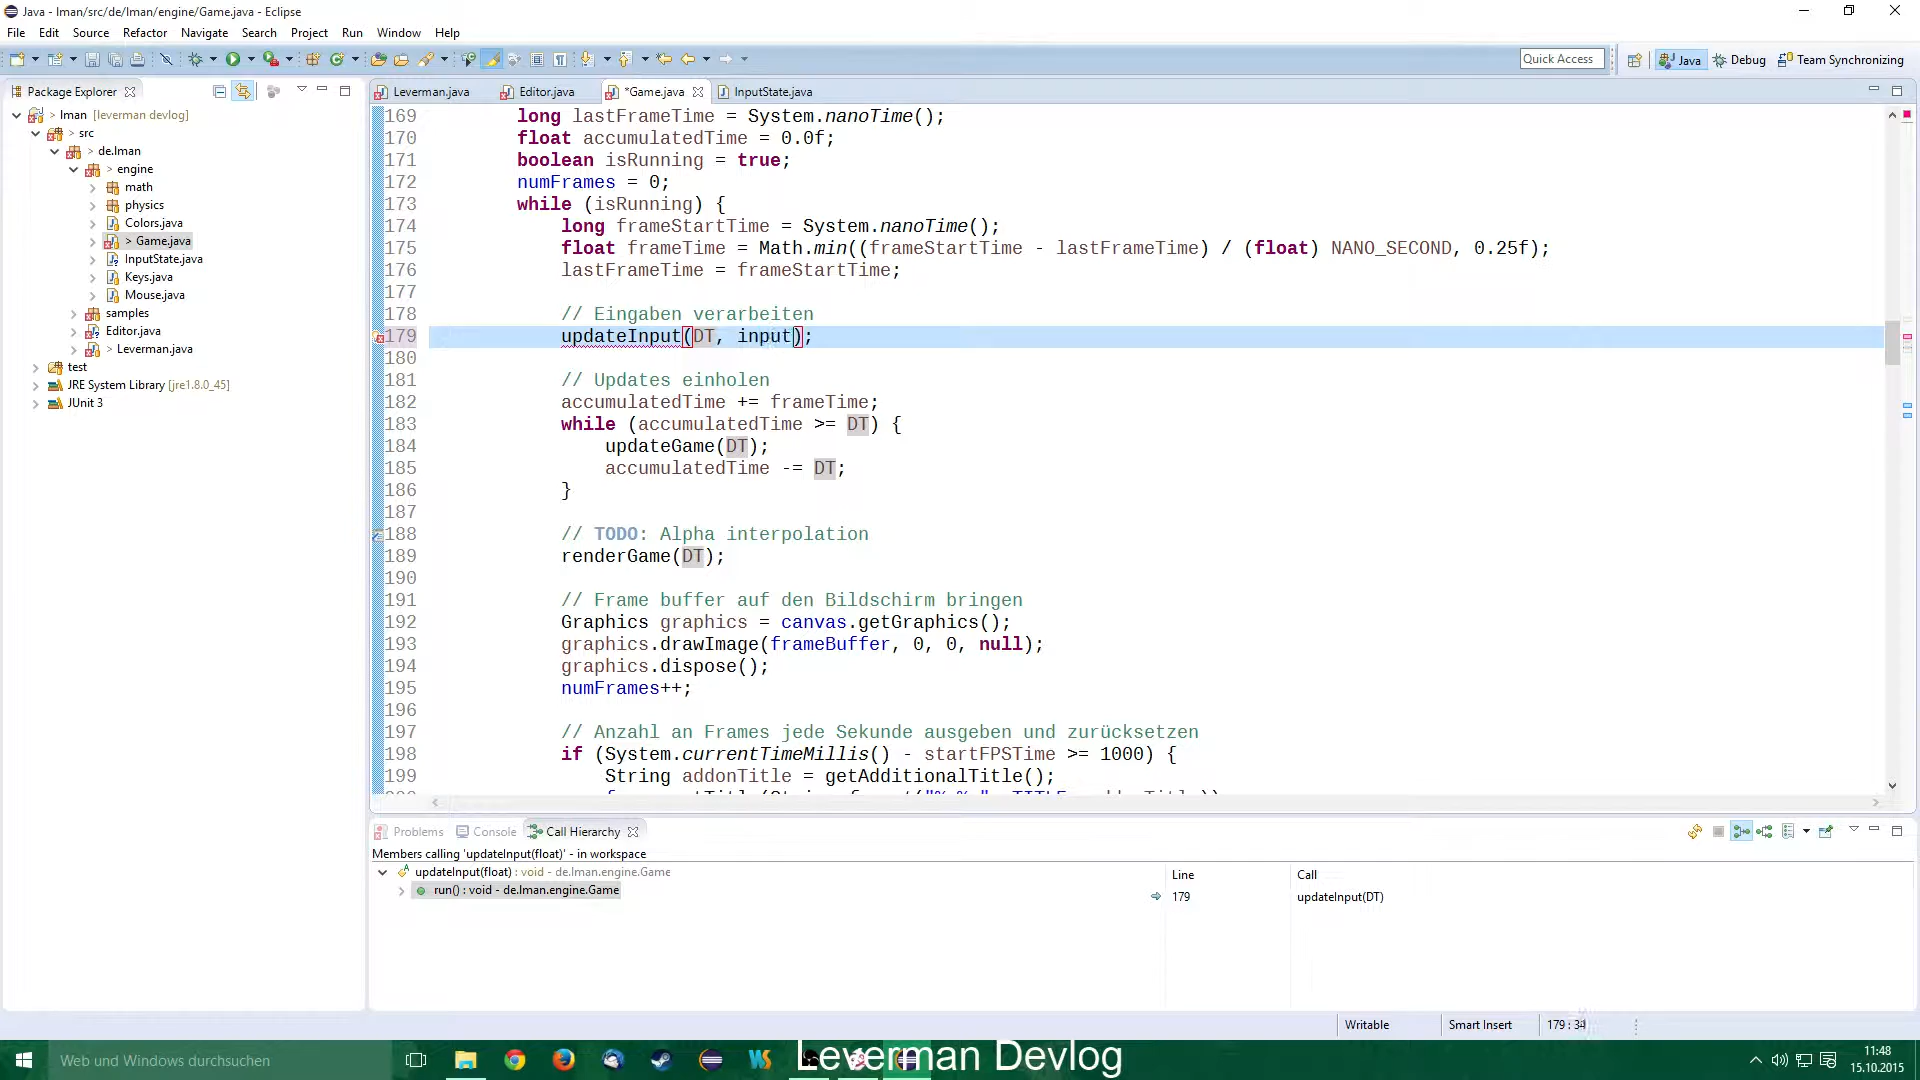 Java - lman/src/de/lman/engine/Game.java - Eclipse
File Edit Source Refactor Navigate Search Project Run Window Help
Quick Access Java Debug Team Synchronizing
Package Explorer
> lman [leverman devlog]
> src
> de.lman
> engine
math
physics
Colors.java
> Game.java
InputState.java
Keys.java
Mouse.java
samples
Editor.java
> Leverman.java
test
JRE System Library [jre1.8.0_45]
JUnit 3
Leverman.java Editor.java *Game.java InputState.java
169 long lastFrameTime = System.nanoTime();
170 float accumulatedTime = 0.0f;
171 boolean isRunning = true;
172 numFrames = 0;
173 while (isRunning) {
174 long frameStartTime = System.nanoTime();
175 float frameTime = Math.min((frameStartTime - lastFrameTime) / (float) NANO_SECOND, 0.25f);
176 lastFrameTime = frameStartTime;
177
178 // Eingaben verarbeiten
179 updateInput(DT, input);
180
181 // Updates einholen
182 accumulatedTime += frameTime;
183 while (accumulatedTime >= DT) {
184 updateGame(DT);
185 accumulatedTime -= DT;
186 }
187
188 // TODO: Alpha interpolation
189 renderGame(DT);
190
191 // Frame buffer auf den Bildschirm bringen
192 Graphics graphics = canvas.getGraphics();
193 graphics.drawImage(frameBuffer, 0, 0, null);
194 graphics.dispose();
195 numFrames++;
196
197 // Anzahl an Frames jede Sekunde ausgeben und zurücksetzen
198 if (System.currentTimeMillis() - startFPSTime >= 1000) {
199 String addonTitle = getAdditionalTitle();
Problems Console Call Hierarchy
Members calling 'updateInput(float)' - in workspace
updateInput(float) : void - de.lman.engine.Game
run() : void - de.lman.engine.Game
Line Call
179 updateInput(DT)
Writable Smart Insert 179 : 34
Web und Windows durchsuchen
Leverman Devlog
11:48
15.10.2015